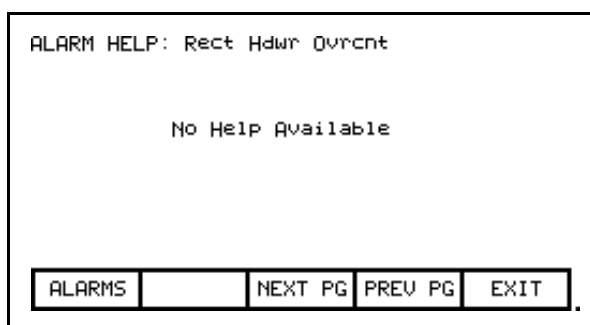 ALARM HELP: Rect Hdwr Ovrcnt
No Help Available
ALARMS NEXT PG PREV PG EXIT